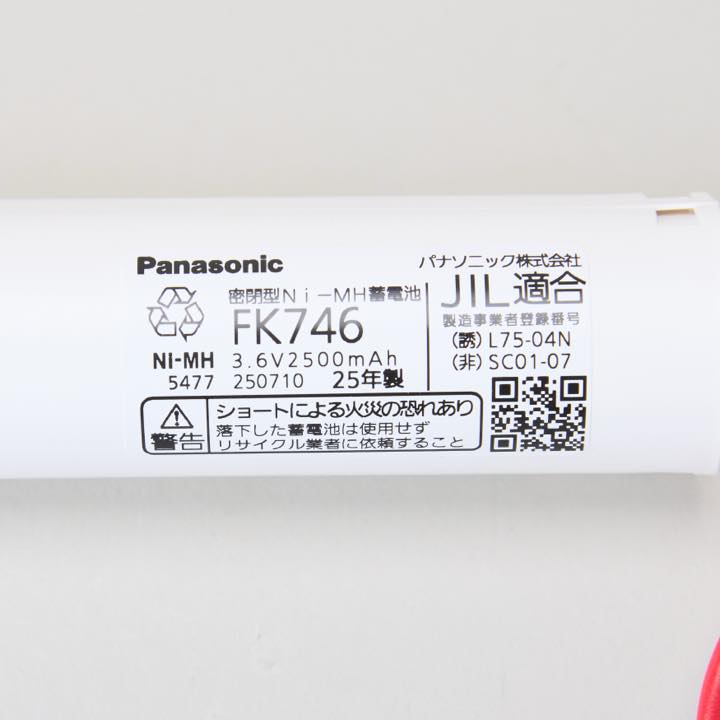 Panasonic
密閉型Ni-MH蓄電池
FK746
Ni-MH 3.6V2500mAh
5477 250710 25年製
パナソニック株式会社
JIL適合
製造事業者登録番号
(誘)L75-04N
(非)SC01-07
警告
ショートによる火災の恐れあり
落下した蓄電池は使用せず
リサイクル業者に依頼すること